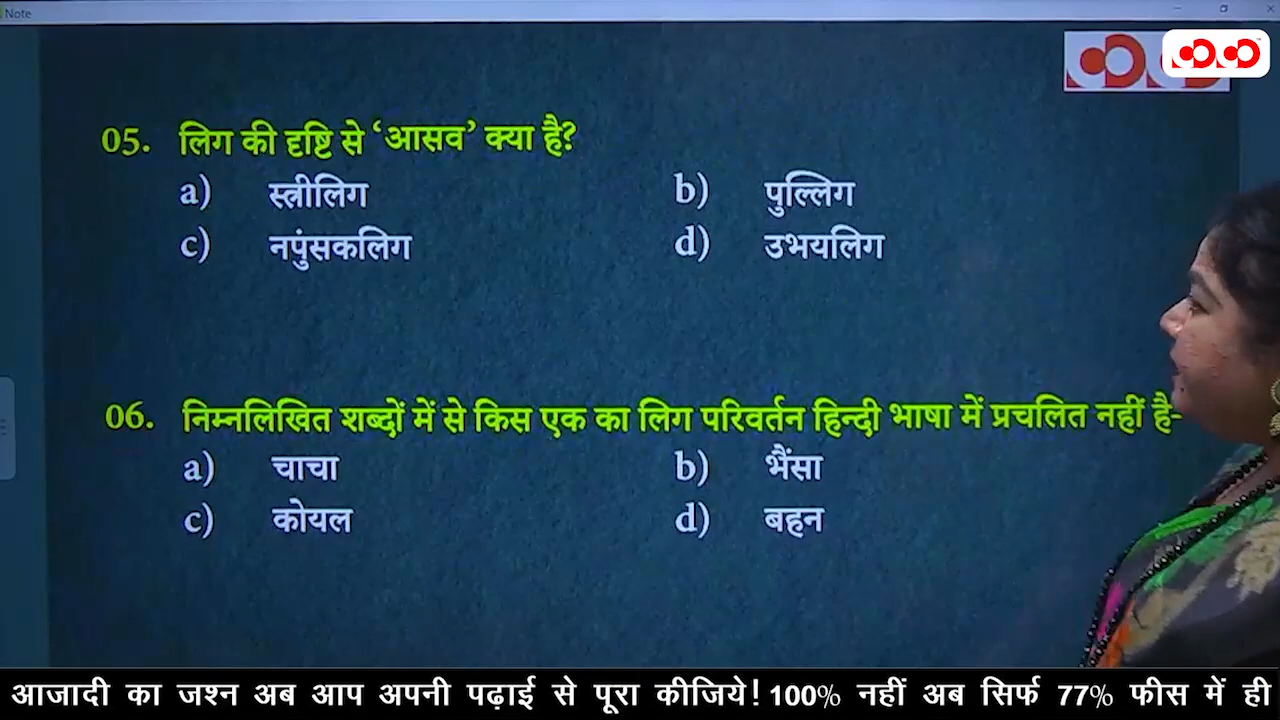 Note
05. लिंग की दृष्टि से ‘आसव’ क्या है?
a) स्त्रीलिंग b) पुल्लिंग
c) नपुंसकलिंग d) उभयलिंग
06. निम्नलिखित शब्दों में से किस एक का लिंग परिवर्तन हिन्दी भाषा में प्रचलित नहीं है-
a) चाचा b) भैंसा
c) कोयल d) बहन
आजादी का जश्न अब आप अपनी पढ़ाई से पूरा कीजिये! 100% नहीं अब सिर्फ 77% फीस में ही